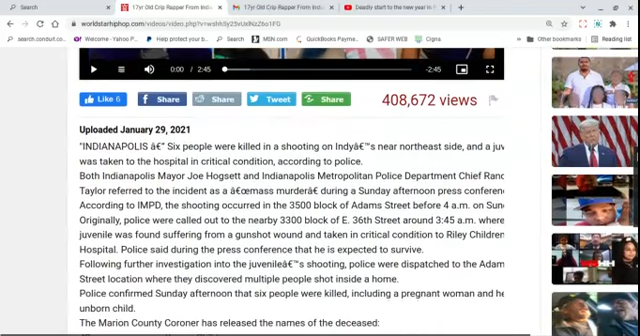 Search
17yr Old Crip Rapper From Indi
17yr Old Crip Rapper From Indi
Deadly start to the new year in
worldstarhiphop.com/videos/video.php?v=wshhSy25vUxNzZbo1FG
search.conduit.co
Welcome - Yahoo
P..
Help Protect your b..
MSN.com
QuickBooks Payme..
SAFER WEB
Cigna
»
Other bookmarks
Reading list
0:00 / 2:45
-2:45
Like 6
Share
Share
Tweet
Share
408,672 views
Uploaded January 29, 2021
"INDIANAPOLIS â€" Six people were killed in a shooting on Indyâ€™s near northeast side, and a juv
was taken to the hospital in critical condition, according to police.
Both Indianapolis Mayor Joe Hogsett and Indianapolis Metropolitan Police Department Chief Rand
Taylor referred to the incident as a â€œmass murderâ€ during a Sunday afternoon press conferen
According to IMPD, the shooting occurred in the 3500 block of Adams Street before 4 a.m. on Sun
Originally, police were called out to the nearby 3300 block of E. 36th Street around 3:45 a.m. where
juvenile was found suffering from a gunshot wound and taken in critical condition to Riley Children
Hospital. Police said during the press conference that he is expected to survive.
Following further investigation into the juvenileâ€™s shooting, police were dispatched to the Adam
Street location where they discovered multiple people shot inside a home.
Police confirmed Sunday afternoon that six people were killed, including a pregnant woman and he
unborn child.
The Marion County Coroner has released the names of the deceased: